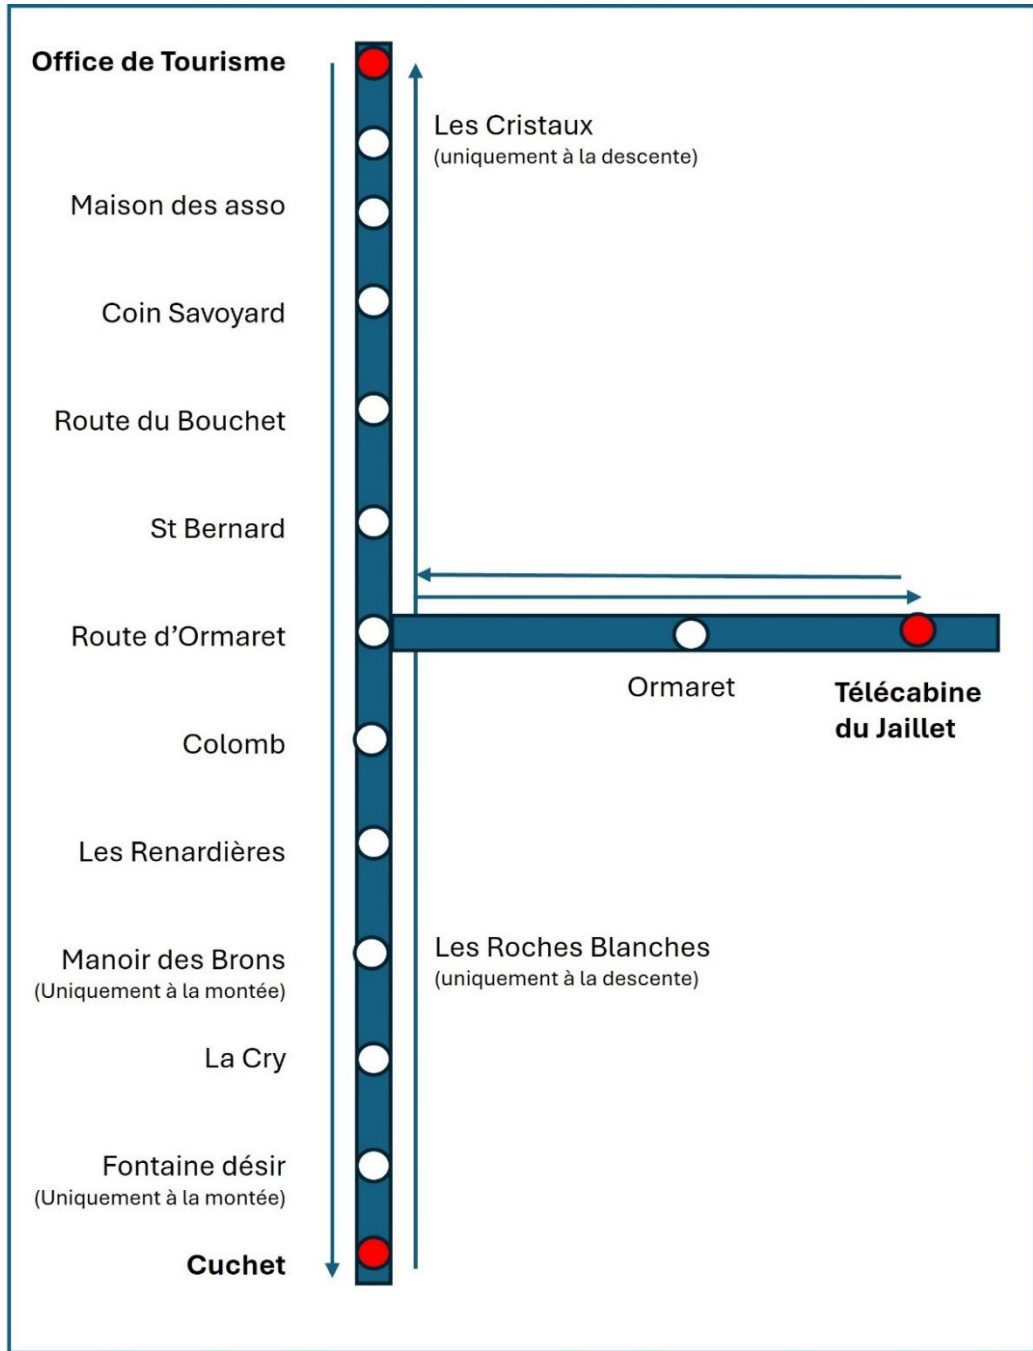 Office de Tourisme
Les Cristaux
(uniquement à la descente)
Maison des asso
Coin Savoyard
Route du Bouchet
St Bernard
Route d’Ormaret
Ormaret
Télécabine
du Jaillet
Colomb
Les Renardières
Manoir des Brons
(Uniquement à la montée)
Les Roches Blanches
(uniquement à la descente)
La Cry
Fontaine désir
(Uniquement à la montée)
Cuchet